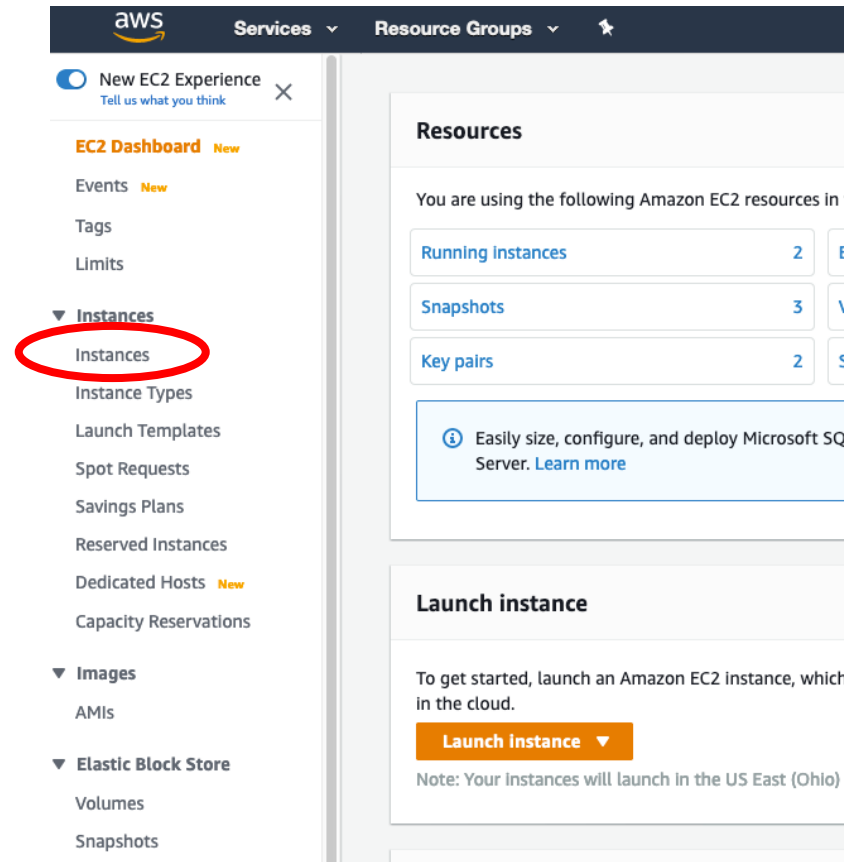 aws
Services
Resource Groups
New EC2 Experience
Tell us what you think
EC2 Dashboard New
Events New
Tags
Limits
Instances
Instances
Instance Types
Launch Templates
Spot Requests
Savings Plans
Reserved Instances
Dedicated Hosts New
Capacity Reservations
Images
AMIs
Elastic Block Store
Volumes
Snapshots
Resources
You are using the following Amazon EC2 resources in
Running instances 2
Snapshots 3
Key pairs 2
Easily size, configure, and deploy Microsoft SQ
Server. Learn more
Launch instance
To get started, launch an Amazon EC2 instance, which
in the cloud.
Launch instance
Note: Your instances will launch in the US East (Ohio)